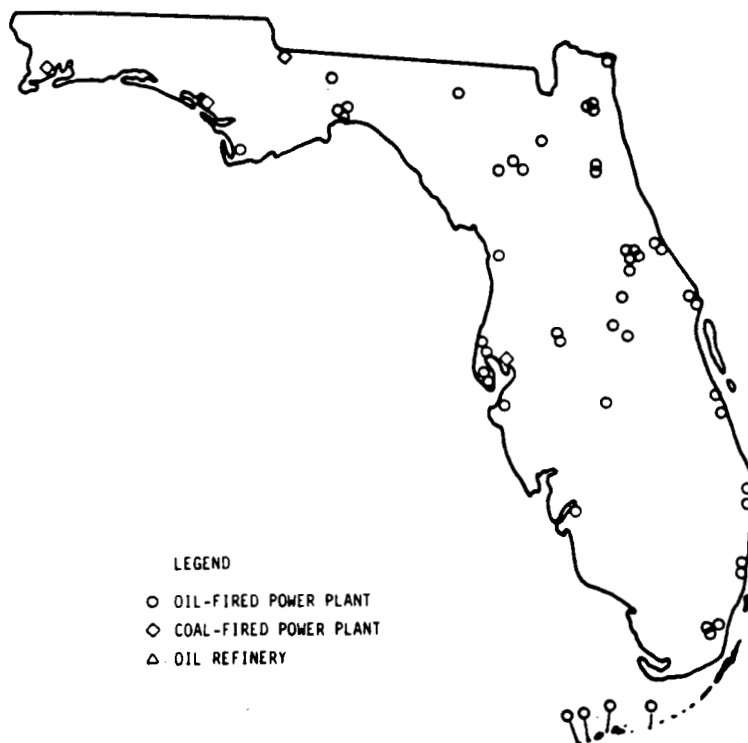 LEGEND
OIL-FIRED POWER PLANT
COAL-FIRED POWER PLANT
OIL REFINERY